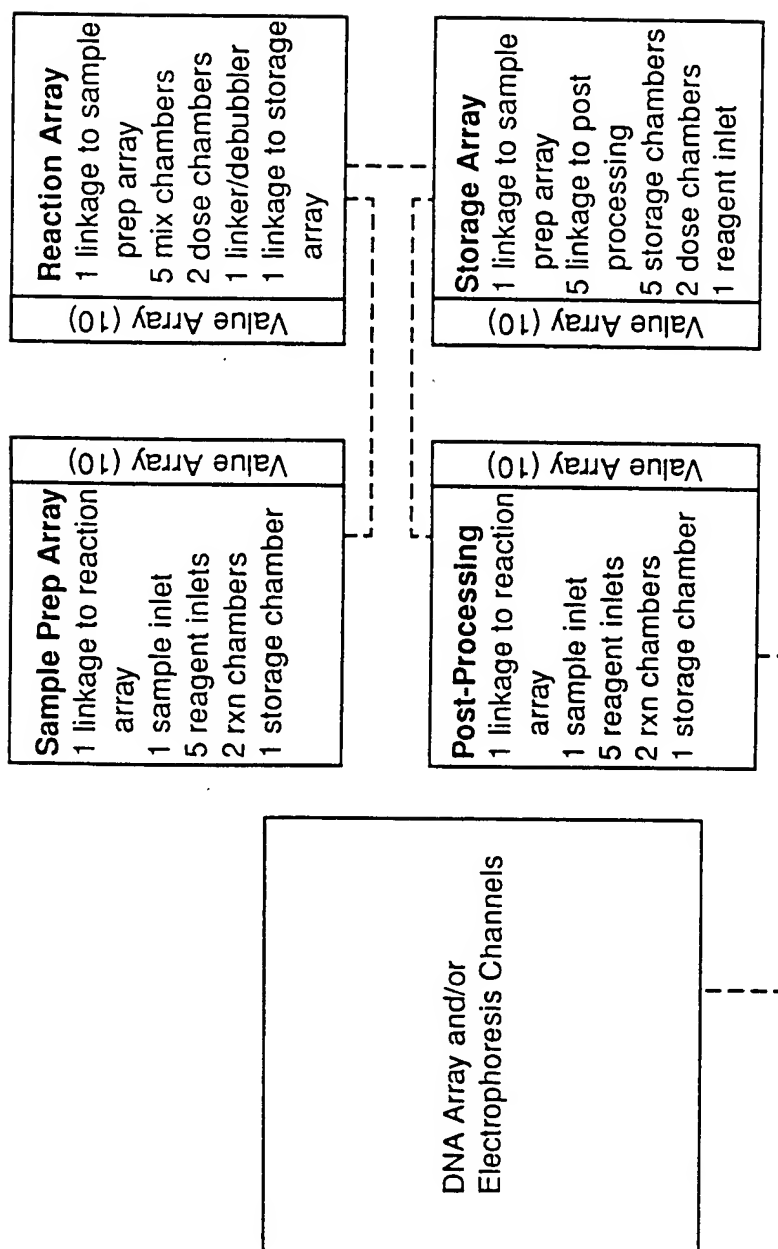 Sample Prep Array
1 linkage to reaction
array
1 sample inlet
5 reagent inlets
2 rxn chambers
1 storage chamber
Value Array (10)
Value Array (10)
Reaction Array
1 linkage to sample
prep array
5 mix chambers
2 dose chambers
1 linker/debubbler
1 linkage to storage
array
DNA Array and/or
Electrophoresis Channels
Post-Processing
1 linkage to reaction
array
1 sample inlet
5 reagent inlets
2 rxn chambers
1 storage chamber
Value Array (10)
Value Array (10)
Storage Array
1 linkage to sample
prep array
5 linkage to post
processing
5 storage chambers
2 dose chambers
1 reagent inlet